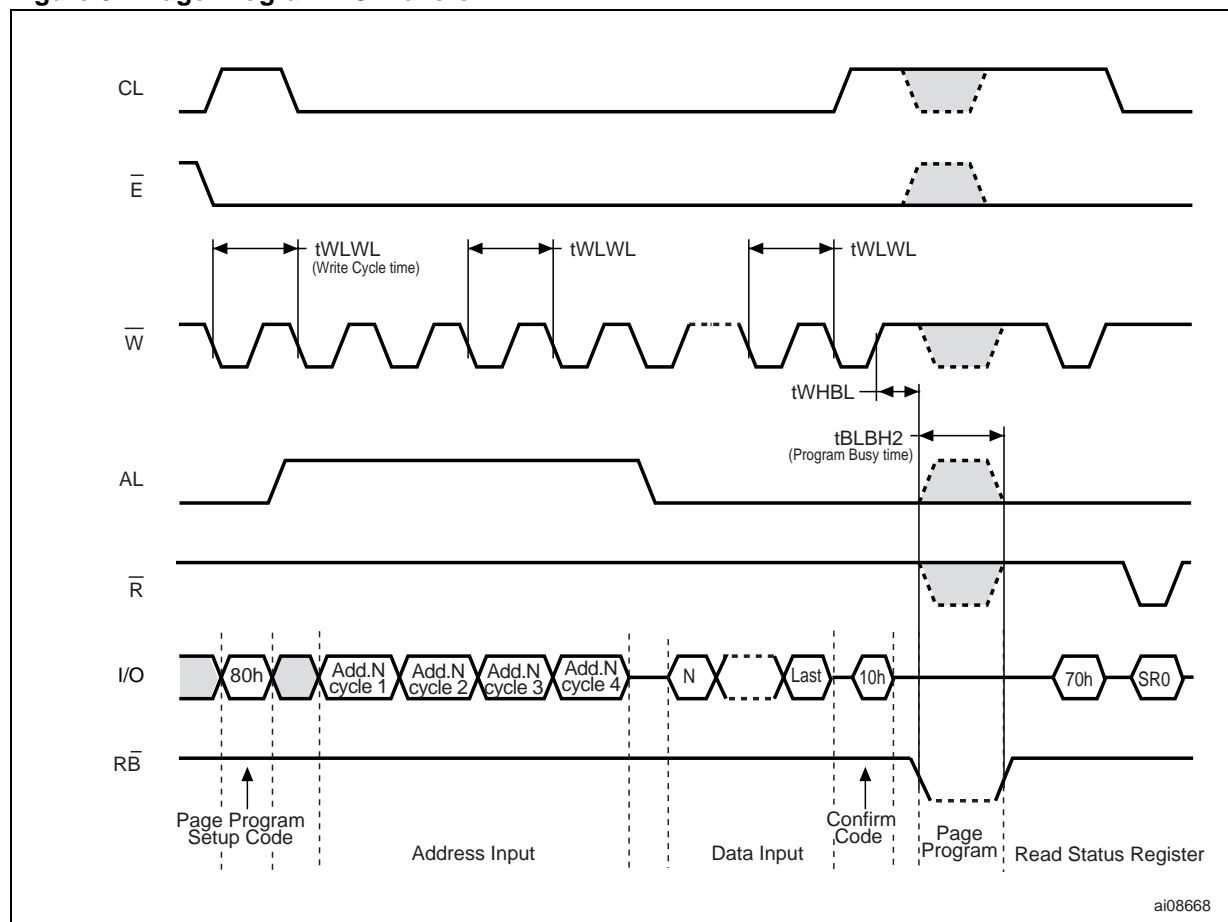 CL
E
tWLWL
(Write Cycle time)
tWLWL
tWLWL
W
tWHBL
tBLBH2
(Program Busy time)
AL
R
I/O
80h
Add.N
cycle 1
Add.N
cycle 2
Add.N
cycle 3
Add.N
cycle 4
N
Last
10h
70h
SR0
RB
Page Program
Setup Code
Address Input
Data Input
Confirm
Code
Page
Program
Read Status Register
ai08668